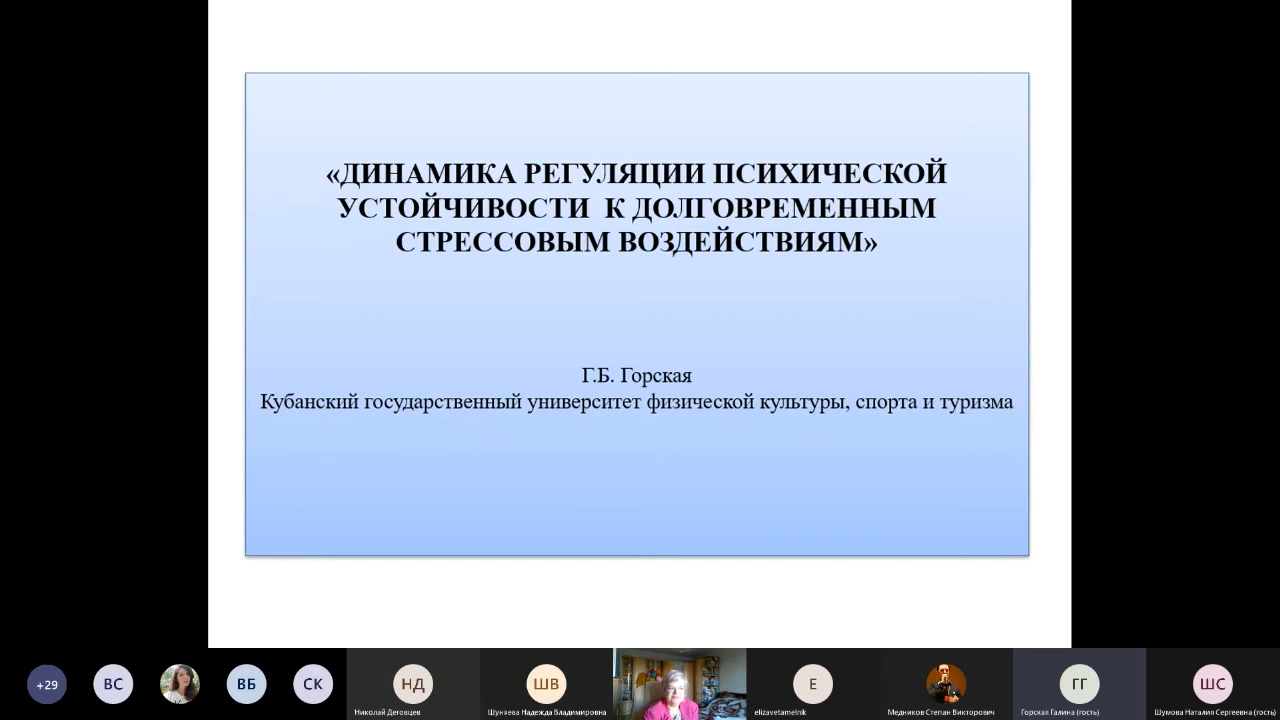 «ДИНАМИКА РЕГУЛЯЦИИ ПСИХИЧЕСКОЙ
УСТОЙЧИВОСТИ К ДОЛГОВРЕМЕННЫМ
СТРЕССОВЫМ ВОЗДЕЙСТВИЯМ»
Г.Б. Горская
Кубанский государственный университет физической культуры, спорта и туризма
+29
ВС
ВБ
СК
НД
Николай Деговцев
ШВ
Шуняева Надежда Владимировна
E
elizavetamelnik
Медников Степан Викторович
ГГ
Горская Галина (гость)
ШС
Шумова Наталия Сергеевна (гость)